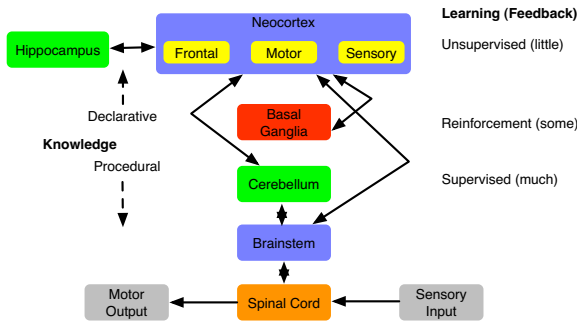 Neocortex
Learning (Feedback)
Hippocampus
Frontal
Motor
Sensory
Unsupervised (little)
Declarative
Basal
Ganglia
Reinforcement (some)
Knowledge
Procedural
Cerebellum
Supervised (much)
Brainstem
Motor
Output
Spinal Cord
Sensory
Input